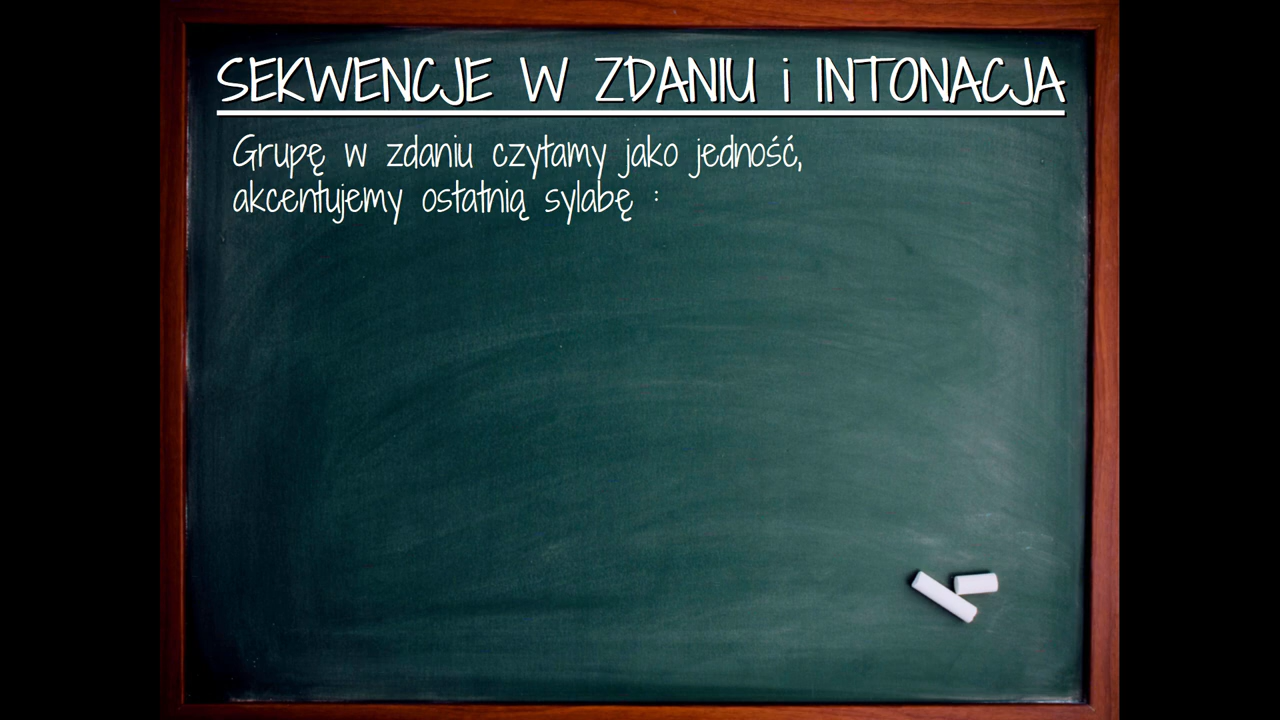 SEKWENCJE W ZDANIU i INTONACJA
Grupę w zdaniu czytamy jako jedność,
akcentujemy ostatnią sylabę :